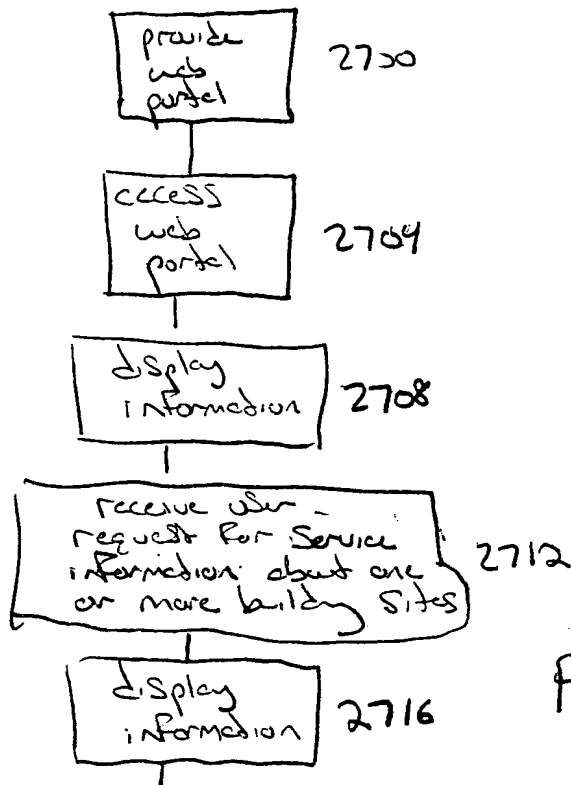 provide
web
portal
2700
access
web
portal
2704
display
information
2708
receive user
request for service
information about one
or more building sites
2712
display
information
2716
F